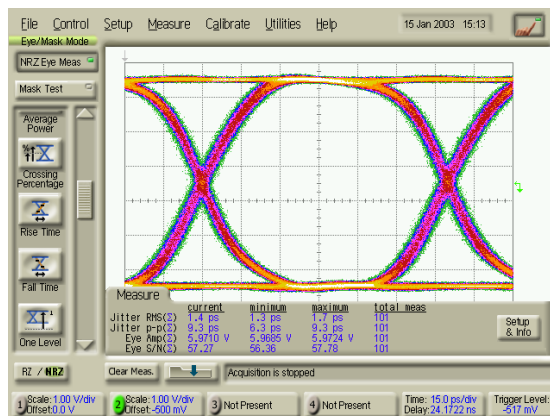 File Control Setup Measure Calibrate Utilities Help 15 Jan 2003 15:13
Eye/Mask Mode
NRZ Eye Meas
Mask Test
Average
Power
Crossing
Percentage
Rise Time
Fall Time
One Level
RZ / NRZ
Measure
current minimum maximum total meas
Jitter RMS(Σ) 1.4 ps 1.3 ps 1.7 ps 101
Jitter p-p(Σ) 9.3 ps 6.3 ps 9.3 ps 101
Eye Amp(Σ) 5.9710 V 5.9685 V 5.9724 V 101
Eye S/N(Σ) 57.27 56.36 57.78 101
Setup
& Info
Clear Meas. Acquisition is stopped
1 Scale:1.00 V/div
Offset:0.0 V
2 Scale:1.00 V/div
Offset:-500 mV
3 Not Present
4 Not Present
Time: 15.0 ps/div
Delay:24.1722 ns
Trigger Level:
-517 mV